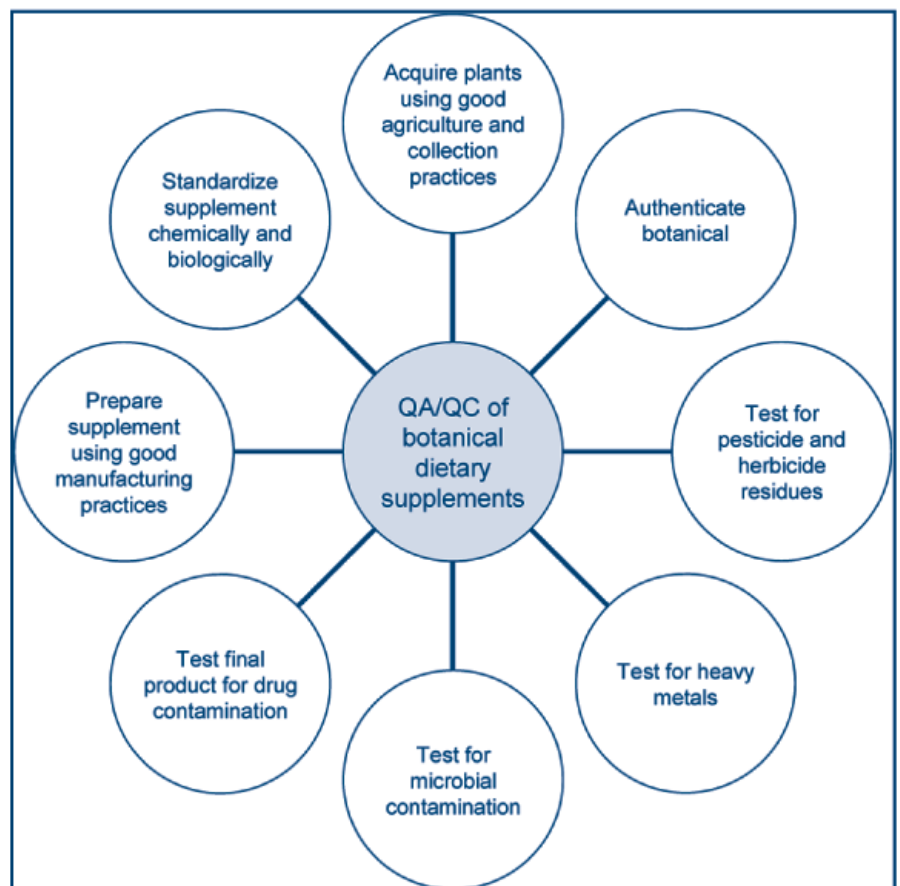 Acquire plants
using good
agriculture and
collection
practices
Authenticate
botanical
Test for
pesticide and
herbicide
residues
Test for heavy
metals
Test for
microbial
contamination
Test final
product for drug
contamination
Prepare
supplement
using good
manufacturing
practices
Standardize
supplement
chemically and
biologically
QA/QC of
botanical
dietary
supplements